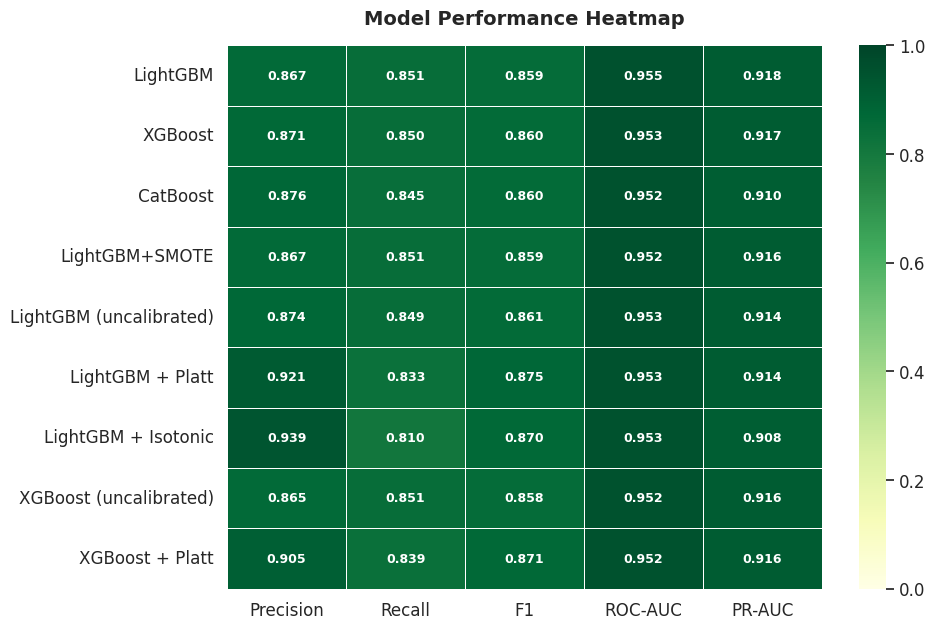 Model Performance Heatmap
LightGBM 0.867 0.851 0.859 0.955 0.918
XGBoost 0.871 0.850 0.860 0.953 0.917
CatBoost 0.876 0.845 0.860 0.952 0.910
LightGBM+SMOTE 0.867 0.851 0.859 0.952 0.916
LightGBM (uncalibrated) 0.874 0.849 0.861 0.953 0.914
LightGBM + Platt 0.921 0.833 0.875 0.953 0.914
LightGBM + Isotonic 0.939 0.810 0.870 0.953 0.908
XGBoost (uncalibrated) 0.865 0.851 0.858 0.952 0.916
XGBoost + Platt 0.905 0.839 0.871 0.952 0.916
Precision Recall F1 ROC-AUC PR-AUC
1.0
0.8
0.6
0.4
0.2
0.0